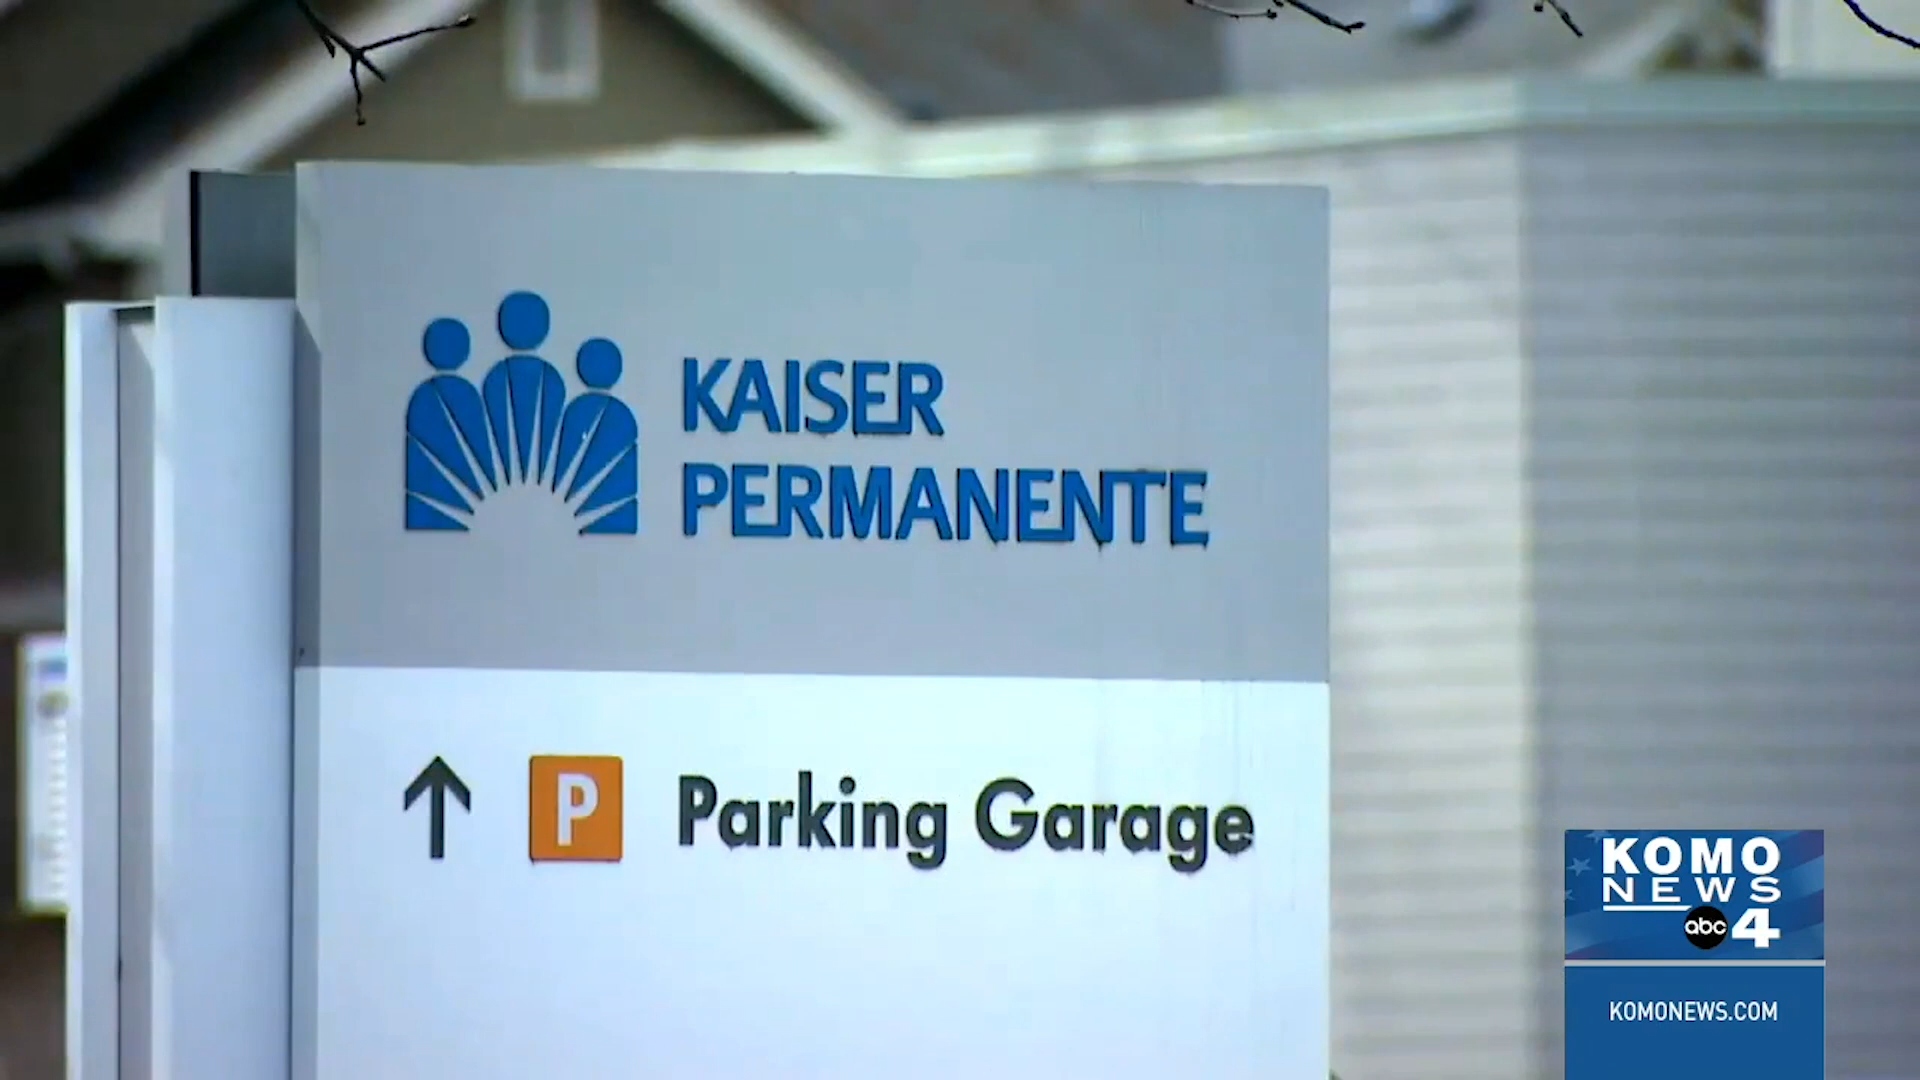 KAISER
PERMANENTE
P Parking Garage
KOMO
NEWS
abc 4
KOMONEWS.COM